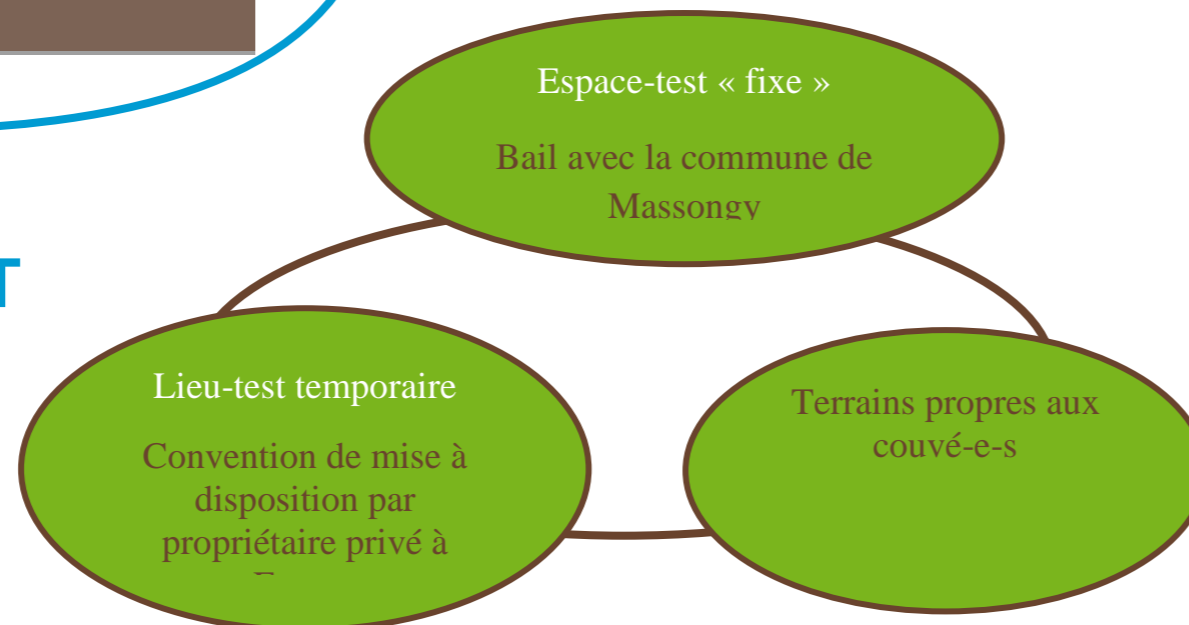 Espace-test « fixe »
Bail avec la commune de
Massongy
T
Lieu-test temporaire
Convention de mise à
disposition par
propriétaire privé à
Terrains propres aux
couvé-e-s